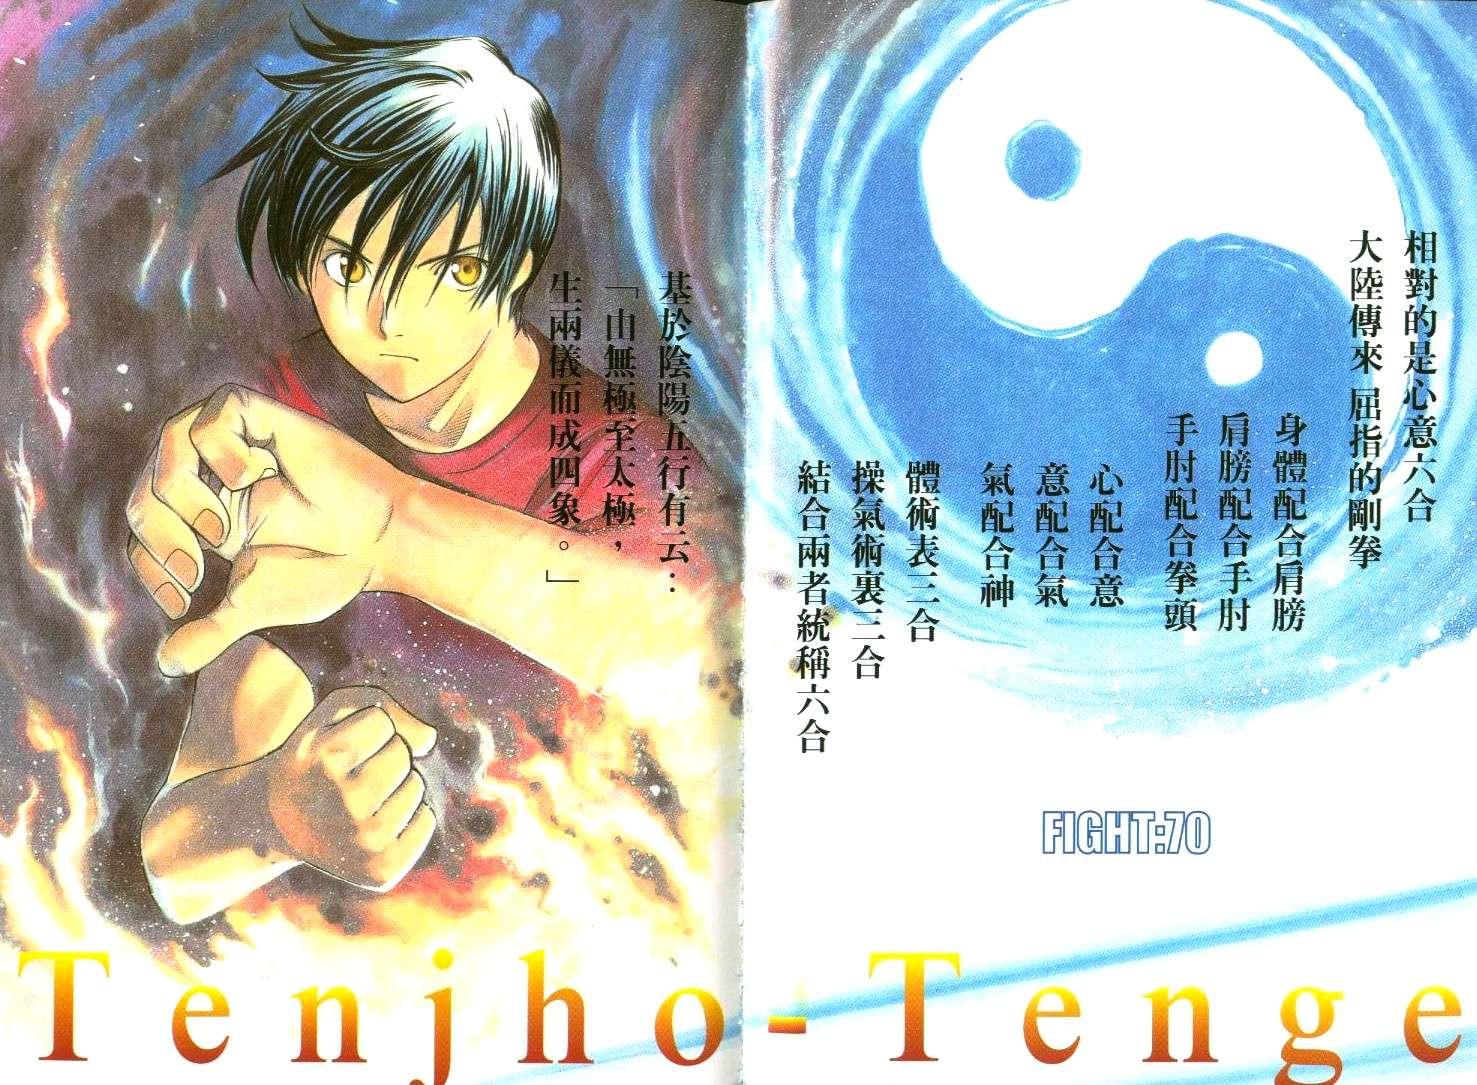 相對的是心意六合
大陸傳來 屈指的剛拳
身體配合肩膀
肩膀配合手肘
手肘配合拳頭
心配合意
意配合氣
氣配合神
體術表三合
操氣術裏三合
結合兩者統稱六合
基於陰陽五行有云：
「由無極至太極，
生兩儀而成四象。」
FIGHT:70
Tenjho-Tenge